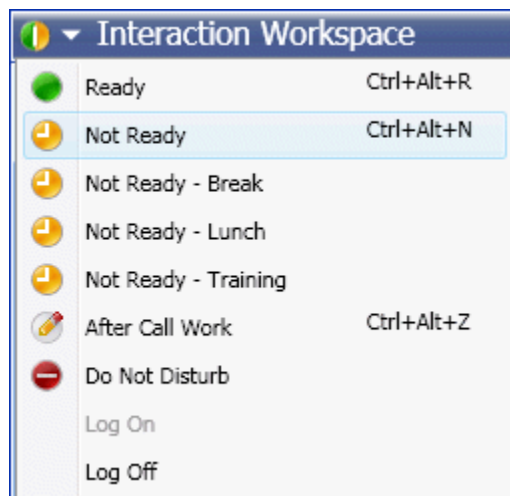 Interaction Workspace
Ready Ctrl+Alt+R
Not Ready Ctrl+Alt+N
Not Ready - Break
Not Ready - Lunch
Not Ready - Training
After Call Work Ctrl+Alt+Z
Do Not Disturb
Log On
Log Off